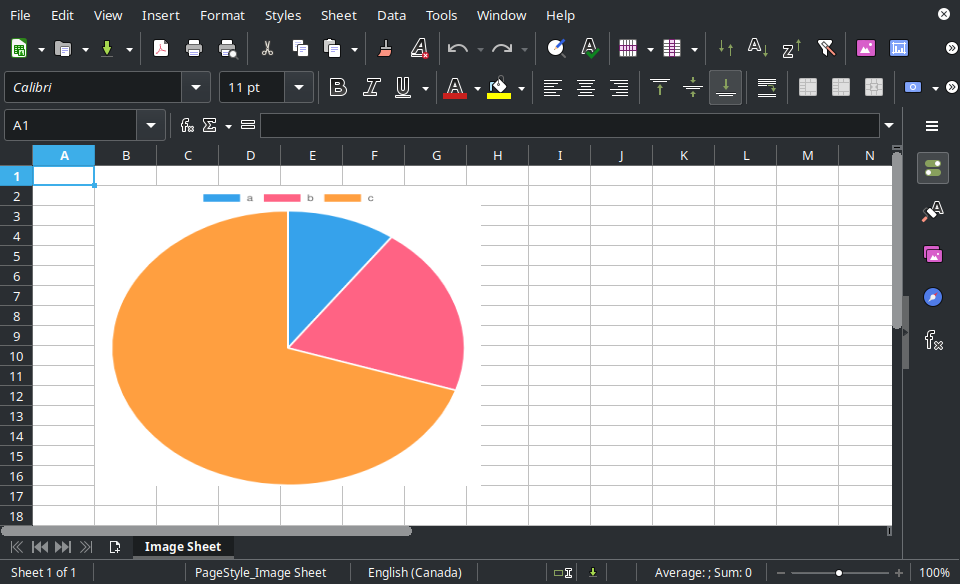 File Edit View Insert Format Styles Sheet Data Tools Window Help
Calibri 11 pt
A1
A B C D E F G H I J K L M N
1
2
a b c
3
4
5
6
7
8
9
10
11
12
13
14
15
16
17
18
Image Sheet
Sheet 1 of 1 PageStyle_Image Sheet English (Canada) Average: ; Sum: 0 100%